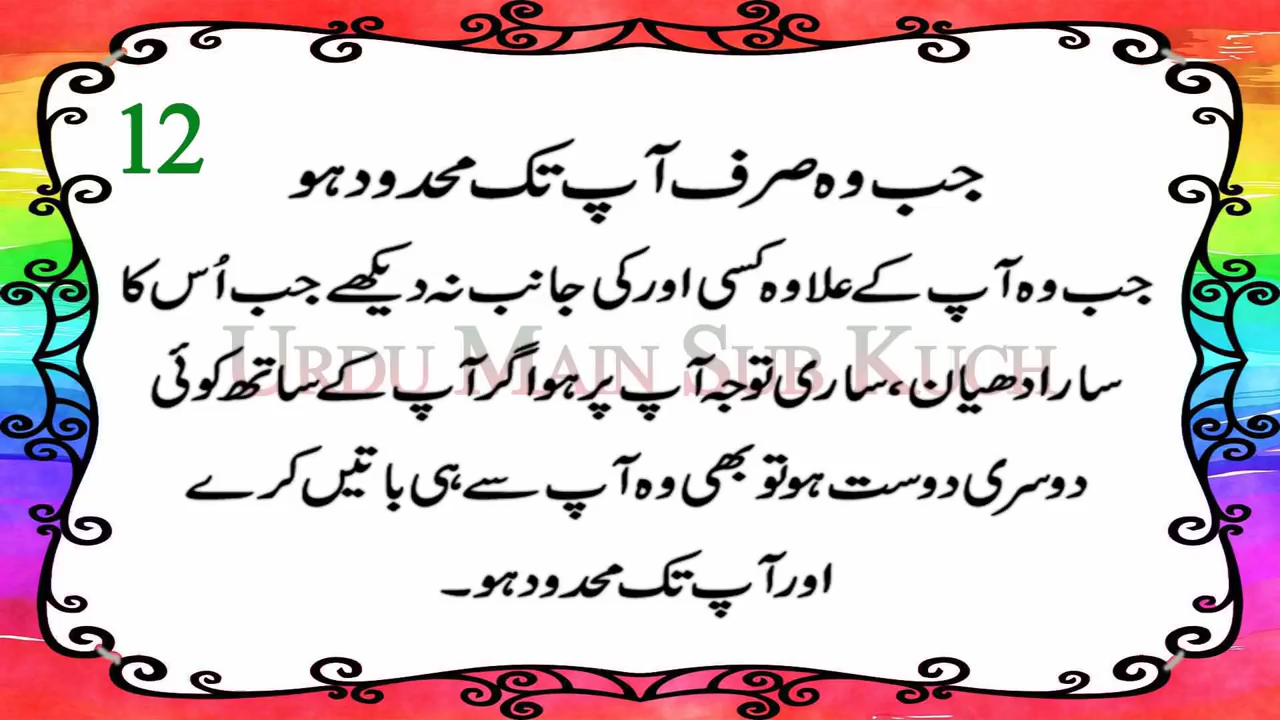 12
جب وہ صرف آپ تک محدود ہو
جب وہ آپ کے علاوہ کسی اور کی جانب نہ دیکھے جب اُس کا
URDU MAIN SUB KUCH
سارا دھیان، ساری توجہ آپ پر ہو اگر آپ کے ساتھ کوئی
دوسری دوست ہو تو بھی وہ آپ سے ہی باتیں کرے
اور آپ تک محدود ہو۔